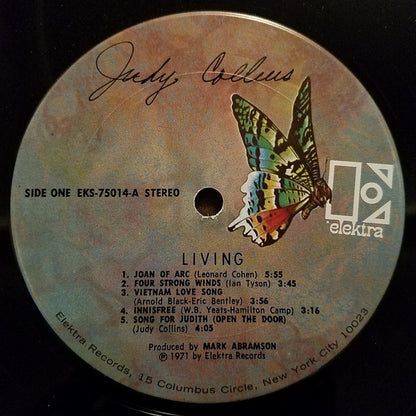 Judy Collins
SIDE ONE EKS-75014-A STEREO
elektra
LIVING
1. JOAN OF ARC (Leonard Cohen) 5:55
2. FOUR STRONG WINDS (Ian Tyson) 3:45
3. VIETNAM LOVE SONG
(Arnold Black-Eric Bentley) 3:56
4. INNISFREE (W.B. Yeats-Hamilton Camp) 3:16
5. SONG FOR JUDITH (OPEN THE DOOR)
(Judy Collins) 4:05
Produced by MARK ABRAMSON
℗ 1971 by Elektra Records
Elektra Records, 15 Columbus Circle, New York City 10023